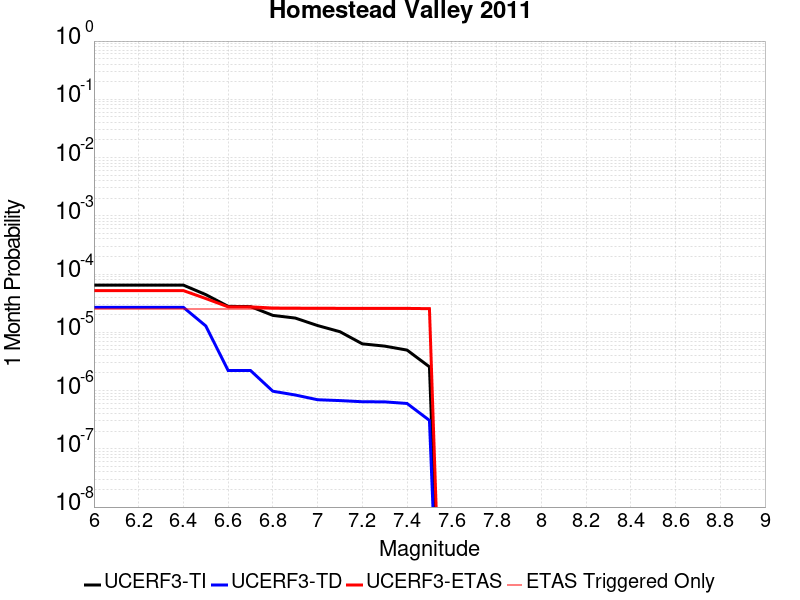 Homestead Valley 2011
1 Month Probability
10^0
10^-1
10^-2
10^-3
10^-4
10^-5
10^-6
10^-7
10^-8
6 6.2 6.4 6.6 6.8 7 7.2 7.4 7.6 7.8 8 8.2 8.4 8.6 8.8 9
Magnitude
UCERF3-TI UCERF3-TD UCERF3-ETAS ETAS Triggered Only